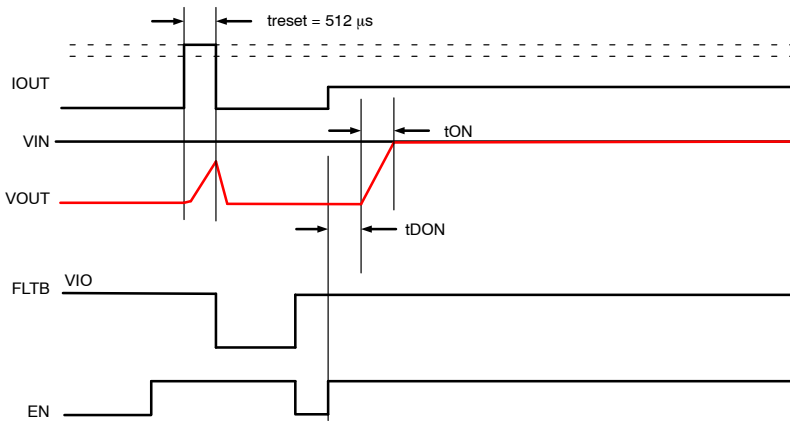 treset = 512 μs
IOUT
VIN
tON
VOUT
tDON
VIO
FLTB
EN